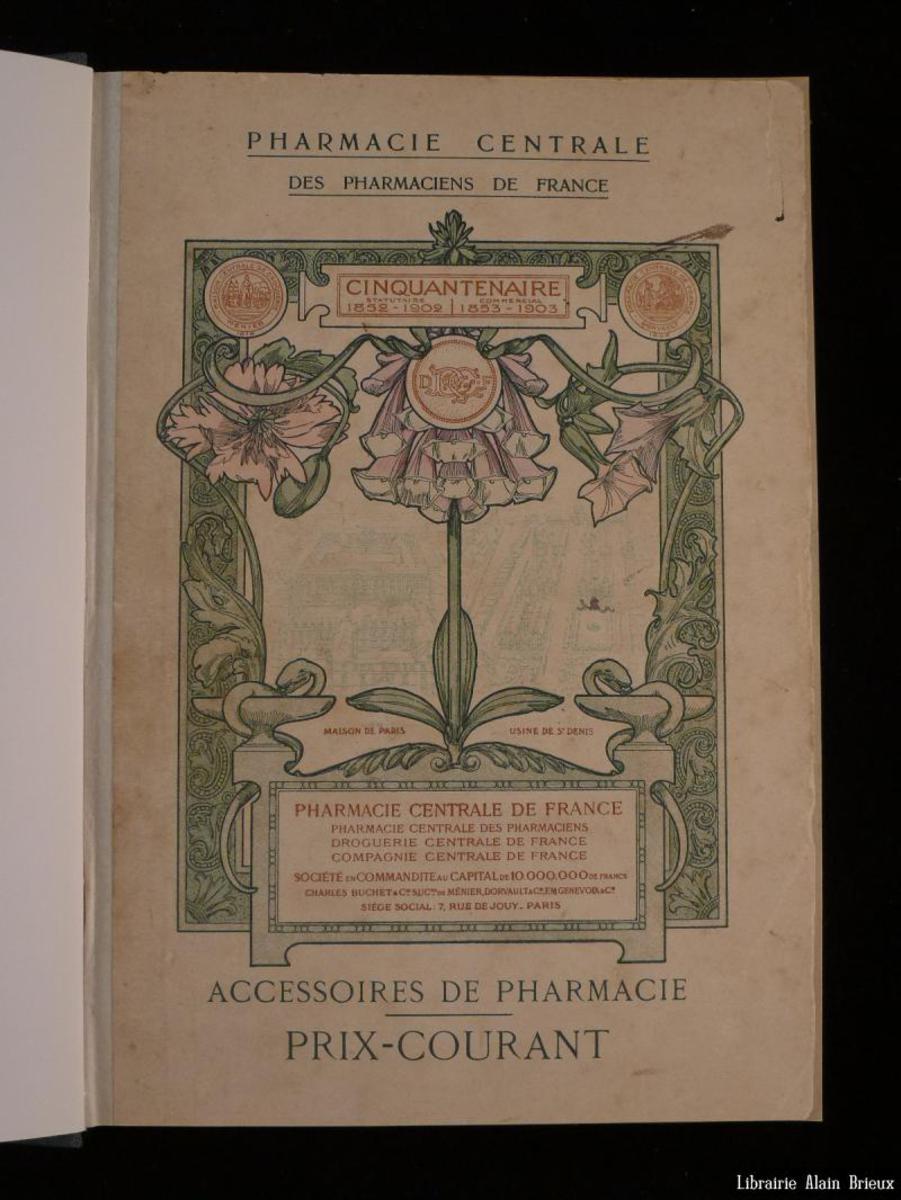 PHARMACIE CENTRALE
DES PHARMACIENS DE FRANCE
CINQUANTENAIRE
STATUTAIRE COMMERCIAL
1852-1902 1853-1903
MENIER
D PC F
MAISON DE PARIS USINE DE ST DENIS
PHARMACIE CENTRALE DE FRANCE
PHARMACIE CENTRALE DES PHARMACIENS
DROGUERIE CENTRALE DE FRANCE
COMPAGNIE CENTRALE DE FRANCE
SOCIÉTÉ EN COMMANDITE AU CAPITAL DE 10.000.000 DE FRANCS
CHARLES BUCHET & Cie SUCrs DE MÉNIER, DORVAULT & Cie, EM GENEVOIX & Cie
SIÈGE SOCIAL: 7, RUE DE JOUY_ PARIS
ACCESSOIRES DE PHARMACIE
PRIX-COURANT
Librairie Alain Brieux